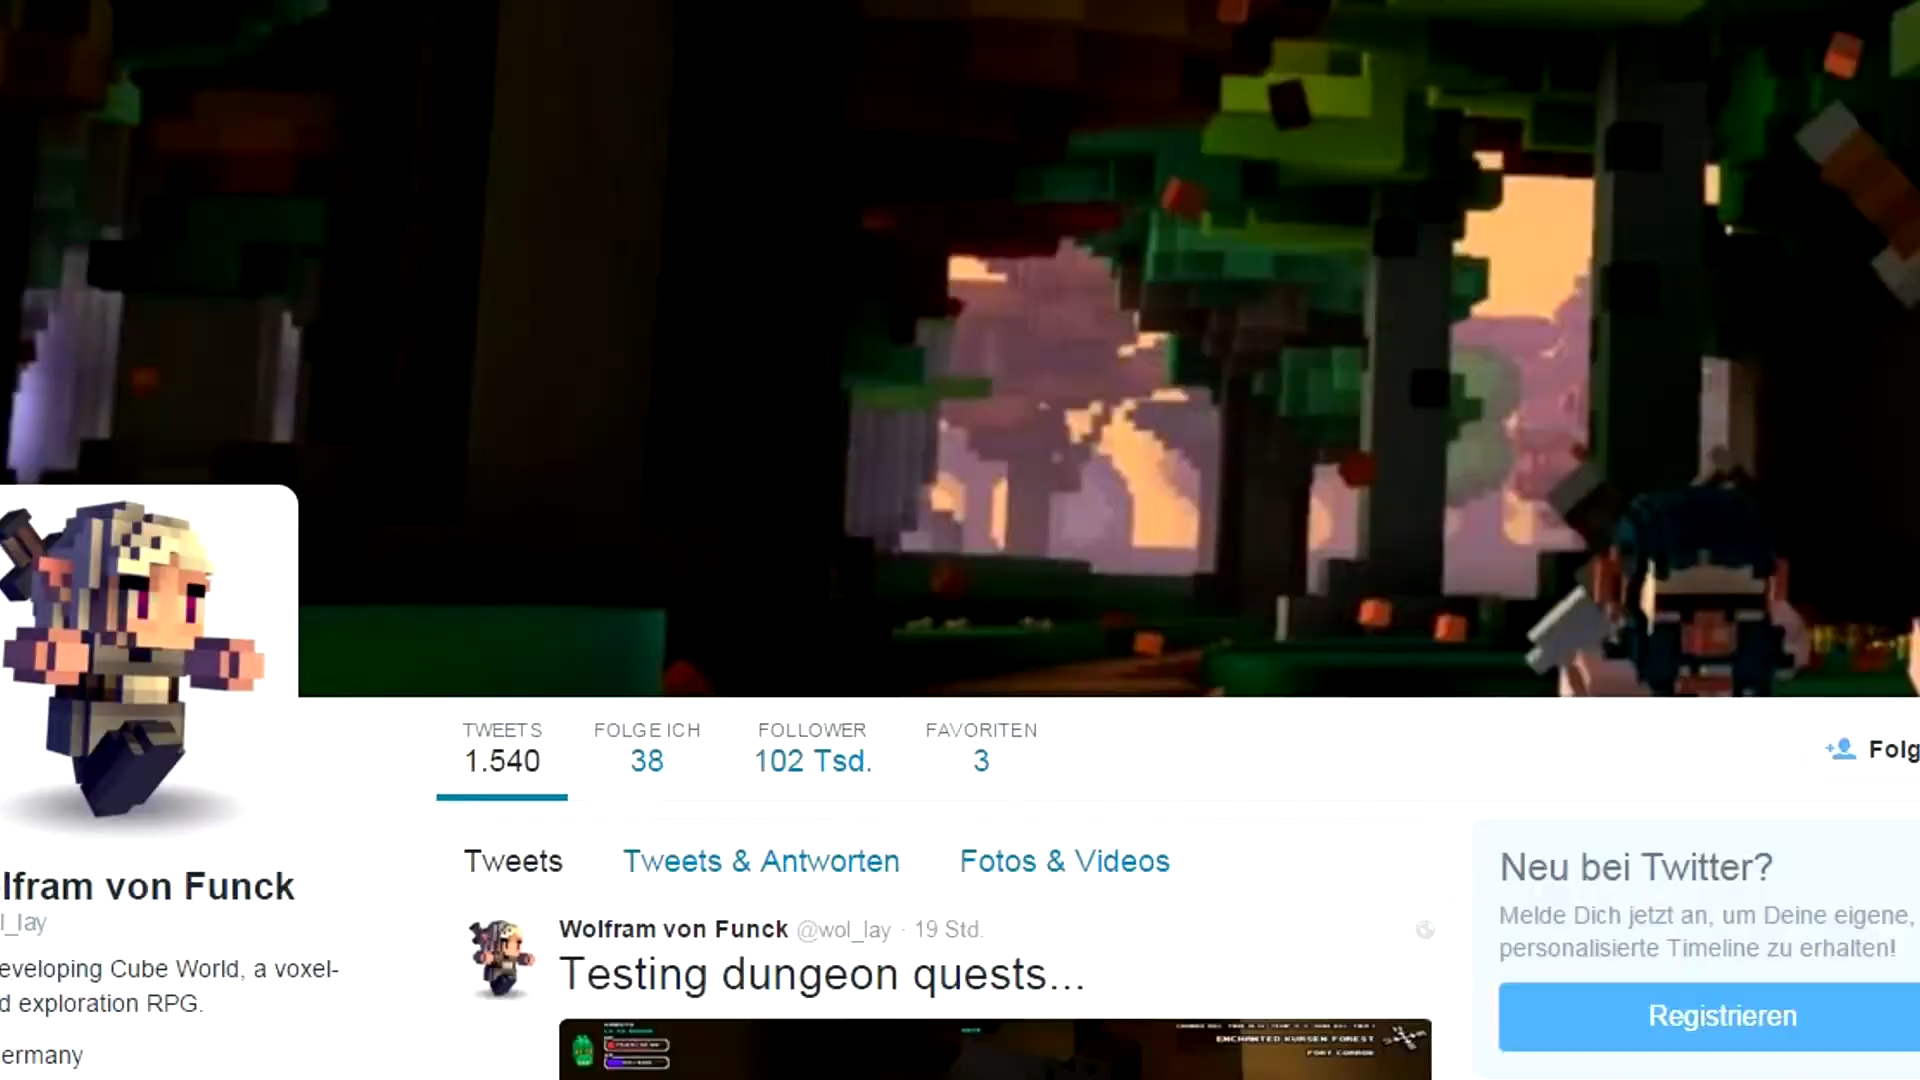 TWEETS FOLGE ICH FOLLOWER FAVORITEN
1.540 38 102 Tsd. 3
Folg
Tweets Tweets & Antworten Fotos & Videos
lfram von Funck
l_lay
eveloping Cube World, a voxel-
d exploration RPG.
ermany
Wolfram von Funck @wol_lay · 19 Std.
Testing dungeon quests...
ENCHANTED KURSEN FOREST
Neu bei Twitter?
Melde Dich jetzt an, um Deine eigene,
personalisierte Timeline zu erhalten!
Registrieren